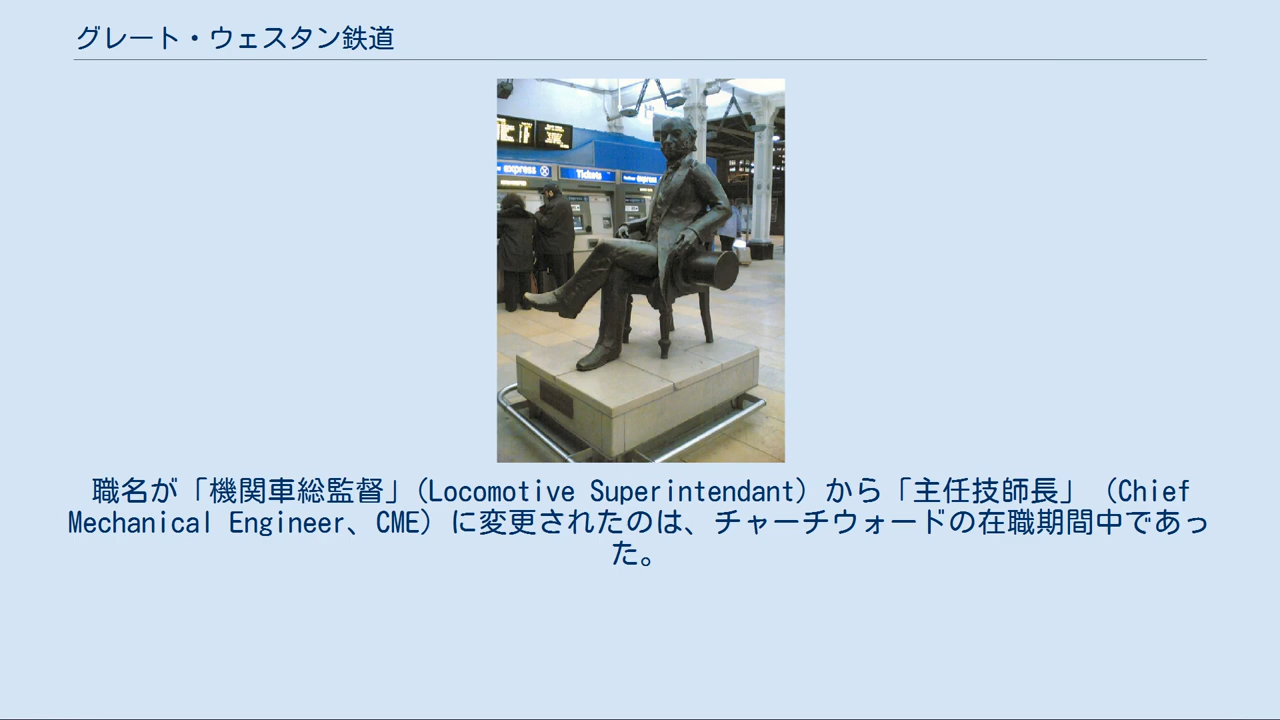 グレート・ウェスタン鉄道
express
Tickets
express
職名が「機関車総監督」(Locomotive Superintendant) から「主任技師長」 (Chief
Mechanical Engineer、CME) に変更されたのは、チャーチウォードの在職期間中であっ
た。